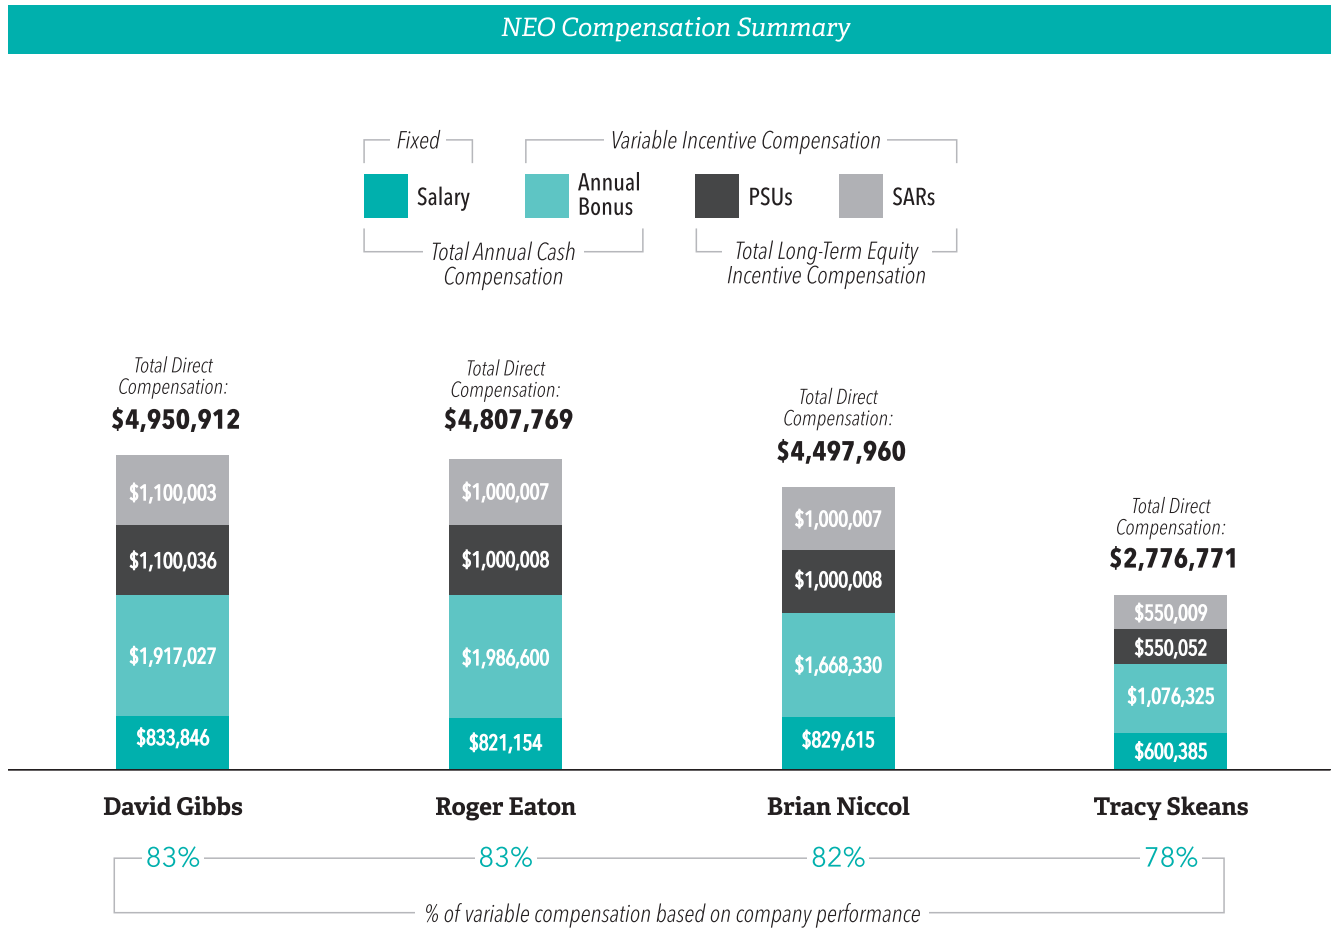 NEO Compensation Summary
Fixed
Variable Incentive Compensation
Salary
Annual
Bonus
PSUs
SARs
Total Annual Cash
Compensation
Total Long-Term Equity
Incentive Compensation
Total Direct
Compensation:
$4,950,912
$1,100,003
$1,100,036
$1,917,027
$833,846
Total Direct
Compensation:
$4,807,769
$1,000,007
$1,000,008
$1,986,600
$821,154
Total Direct
Compensation:
$4,497,960
$1,000,007
$1,000,008
$1,668,330
$829,615
Total Direct
Compensation:
$2,776,771
$550,009
$550,052
$1,076,325
$600,385
David Gibbs
Roger Eaton
Brian Niccol
Tracy Skeans
83%
83%
82%
78%
% of variable compensation based on company performance